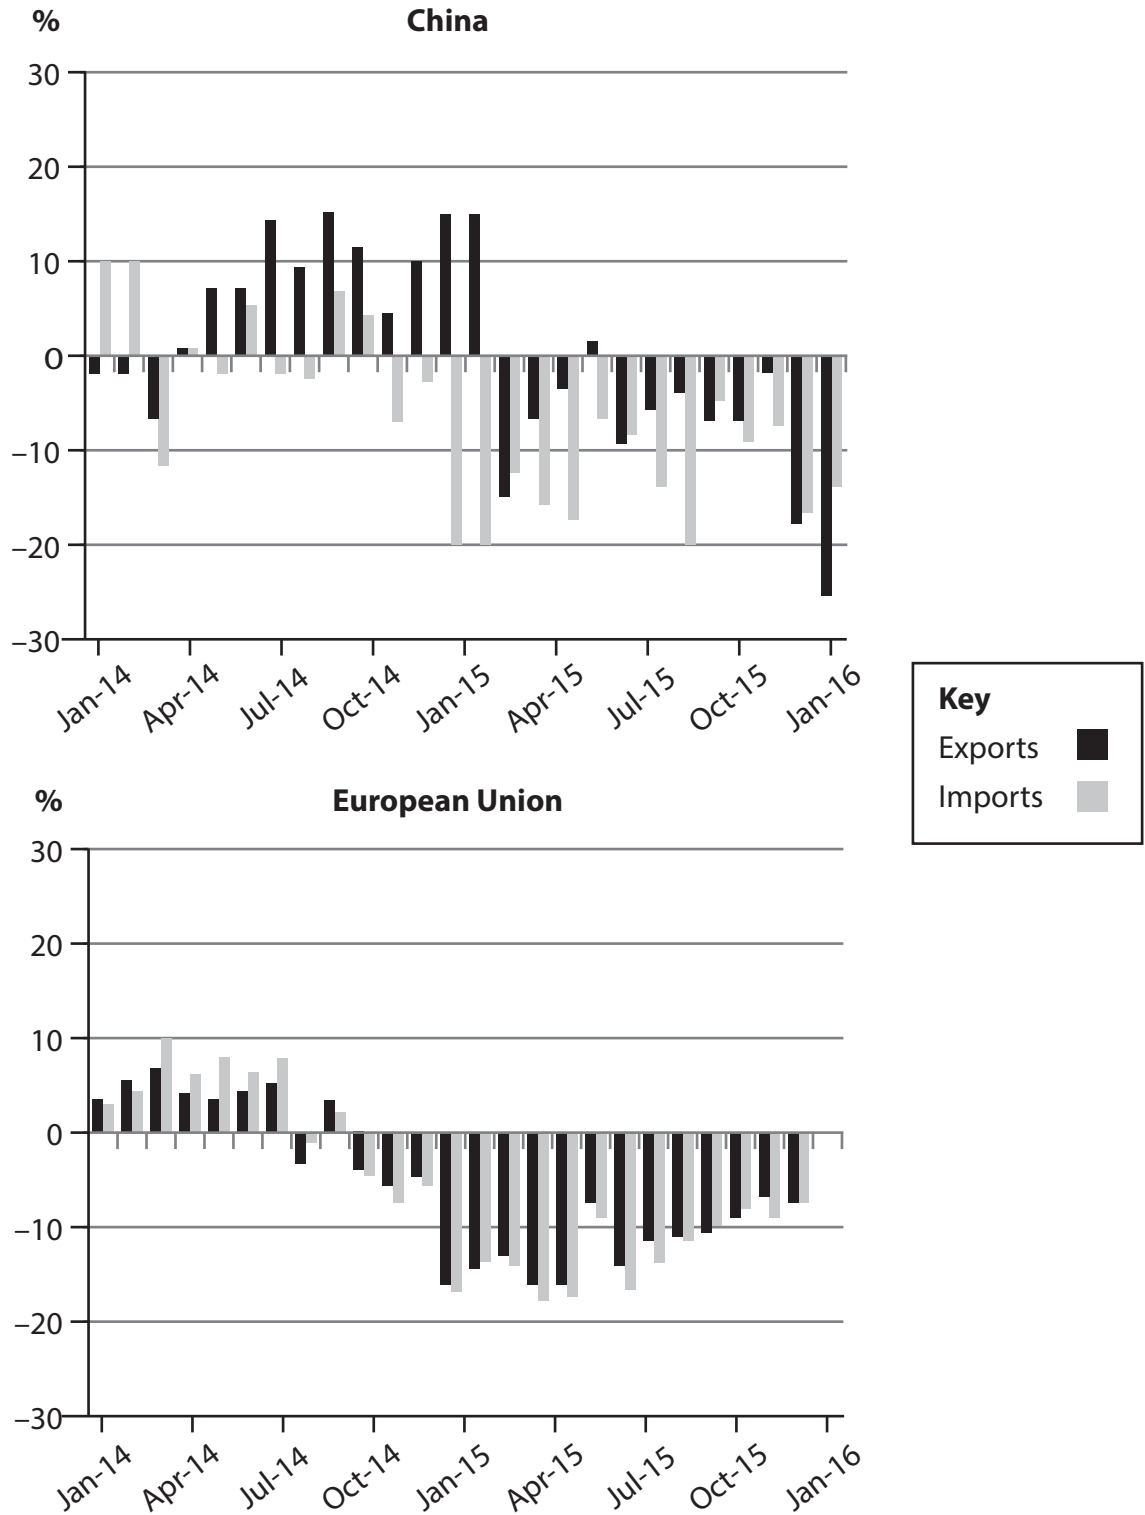 % China
30
20
10
0
–10
–20
–30
Jan-14 Apr-14 Jul-14 Oct-14 Jan-15 Apr-15 Jul-15 Oct-15 Jan-16
Key
Exports
Imports
% European Union
30
20
10
0
–10
–20
–30
Jan-14 Apr-14 Jul-14 Oct-14 Jan-15 Apr-15 Jul-15 Oct-15 Jan-16